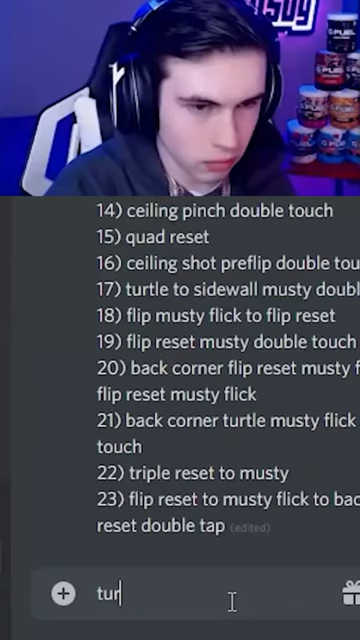 usty
G FUEL
G FUEL
14) ceiling pinch double touch
15) quad reset
16) ceiling shot preflip double tou
17) turtle to sidewall musty doubl
18) flip musty flick to flip reset
19) flip reset musty double touch
20) back corner flip reset musty f
flip reset musty flick
21) back corner turtle musty flick
touch
22) triple reset to musty
23) flip reset to musty flick to bac
reset double tap (edited)
tur